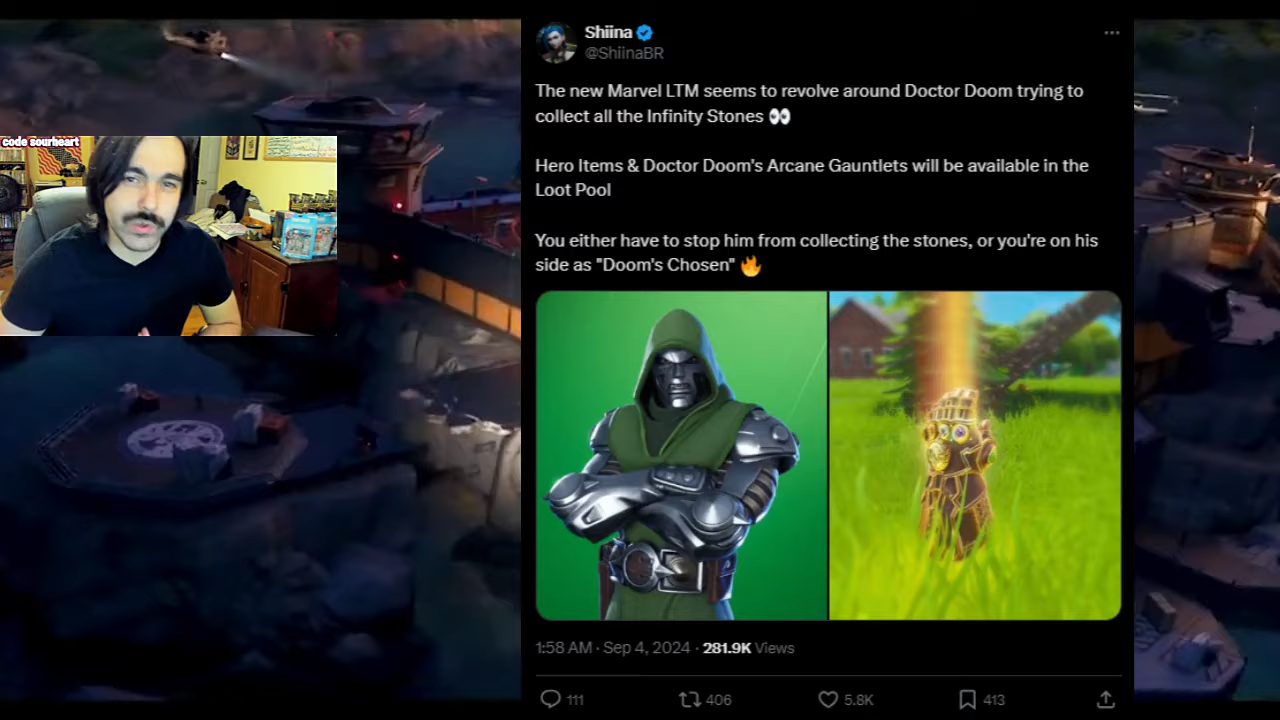 code sourheart
Shiina
@ShiinaBR
The new Marvel LTM seems to revolve around Doctor Doom trying to
collect all the Infinity Stones 👀
Hero Items & Doctor Doom's Arcane Gauntlets will be available in the
Loot Pool
You either have to stop him from collecting the stones, or you're on his
side as "Doom's Chosen" 🔥
1:58 AM · Sep 4, 2024 · 281.9K Views
111 406 5.8K 413